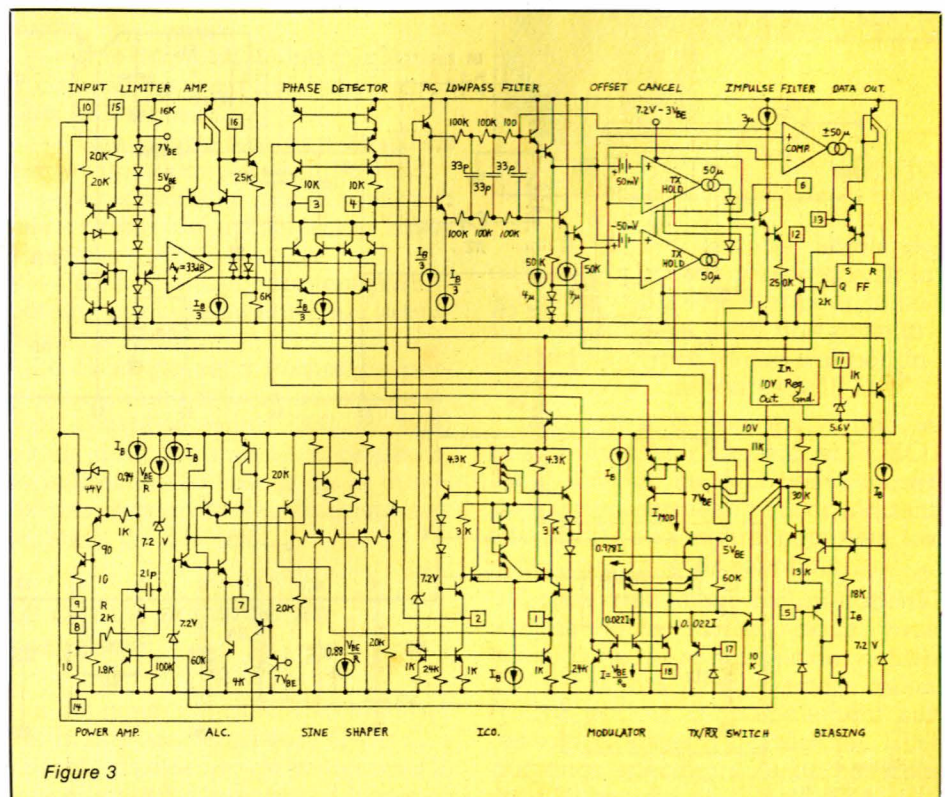 INPUT LIMITER AMP. PHASE DETECTOR RC. LOWPASS FILTER OFFSET CANCEL IMPULSE FILTER DATA OUT.
10 15 16K 16 7.2V-3VBE 3μ COMP. ±50μ
7VBE 100K 100K 100
20K 20K 5VBE 25K 10K 10K 33p 33p 33p +50mV TX HOLD 50μ 6
3 4 13
-50mV 12
AV=33dB 100K 100K 100K TX HOLD 50μ S R
IB/3 6K IB/3 IB/3 IB/3 50K 4μ 4μ 50K 250K 2K Q FF
In. 10V Reg. Out Gnd. 11 1K
10V 5.6V
IB IB 4.3K 4.3K IB 11K
44V 0.94 VBE/R 20K 7VBE 30K IB
1K 7.2V 3K 3K IMOD
90 0.978I 5VBE
10 21p 7.2V 60K 13K 18K
9 7 2 1 0.022I 0.022I 5 IB
8 R 2K 7.2V 20K 17 7.2V
10 1.8K 100K 60K 4K 7VBE 0.88 VBE/R 20K 1K 24K 1K IB 1K 24K I=VBE/R0 18 10K
14
POWER AMP. ALC. SINE SHAPER ICO. MODULATOR TX/RX SWITCH BIASING
Figure 3